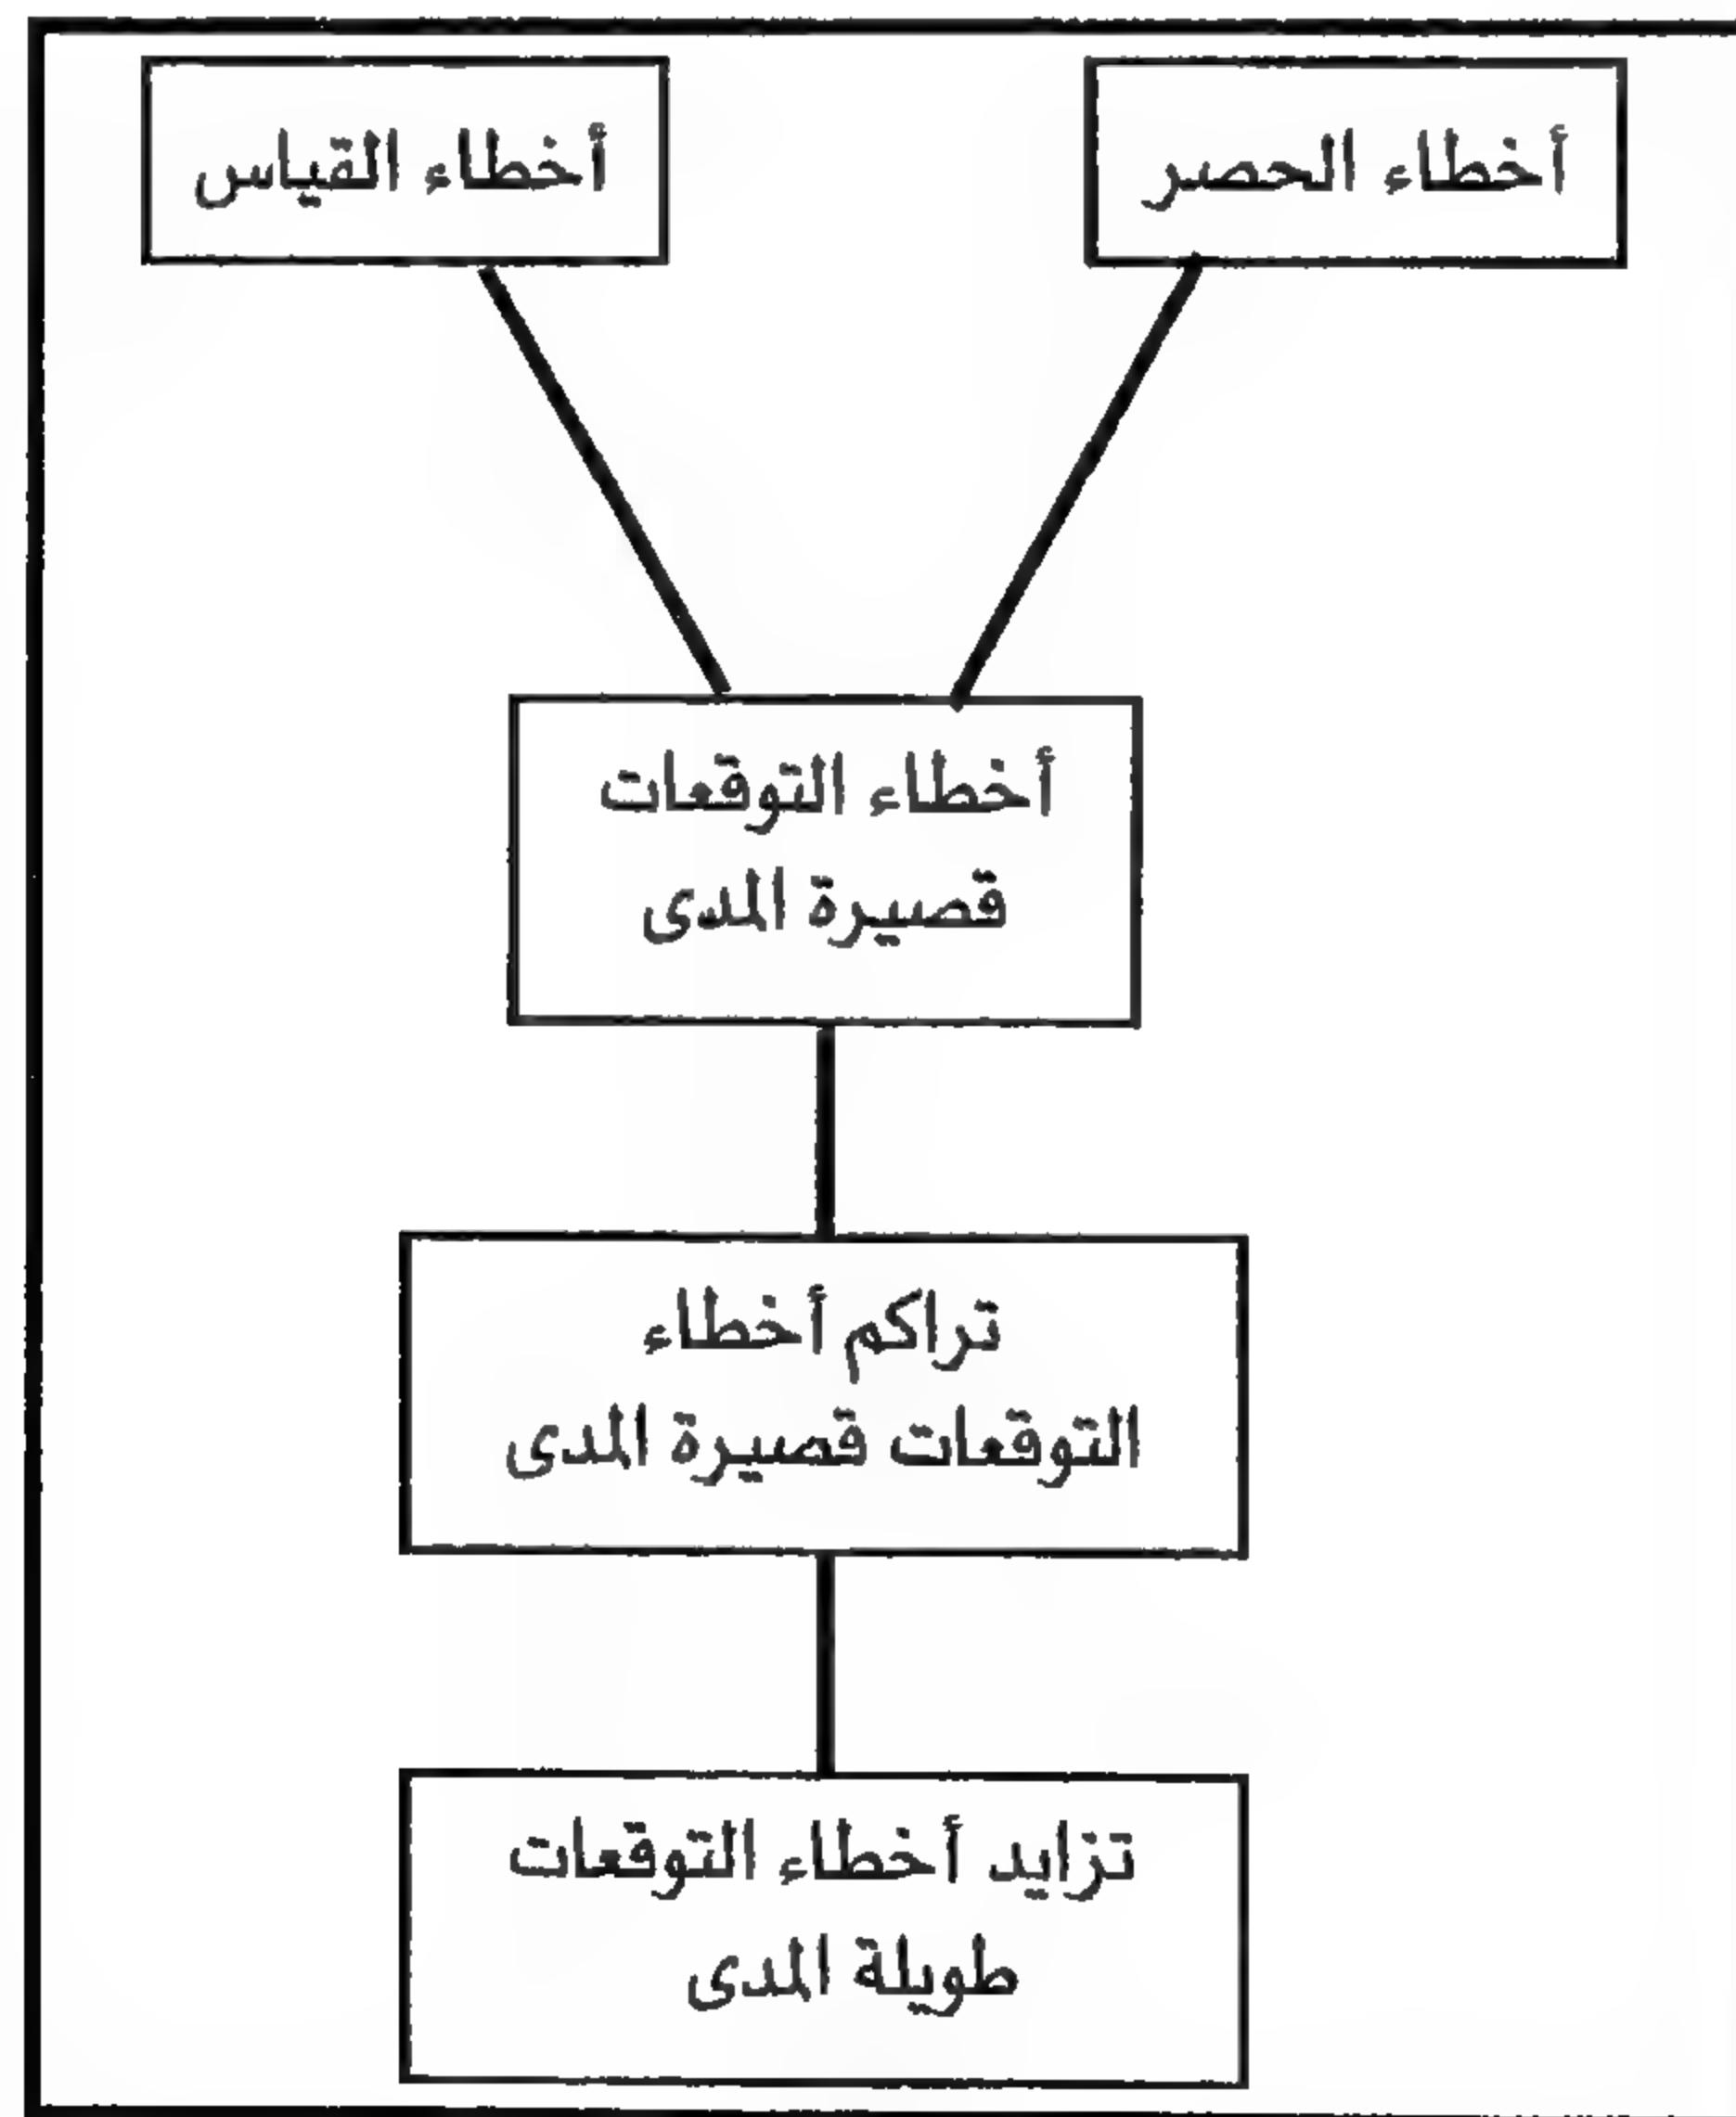 أخطاء الحصر
أخطاء القياس
أخطاء التوقعات
قصيرة المدى
تراكم أخطاء
التوقعات قصيرة المدى
تزايد أخطاء التوقعات
طويلة المدى